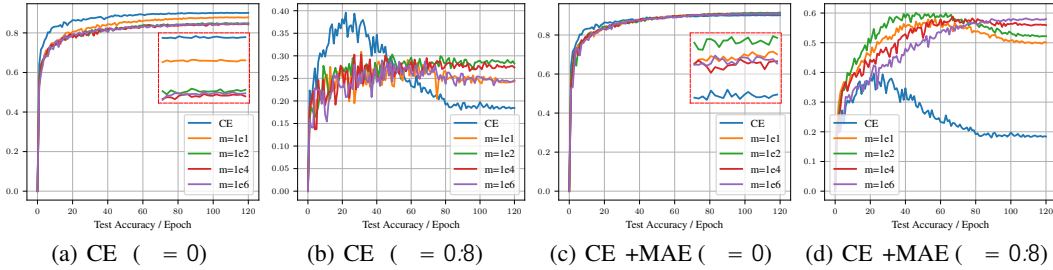 0.8
0.6
0.4
0.2
0.0
CE
m=1e1
m=1e2
m=1e4
m=1e6
0 20 40 60 80 100 120
Test Accuracy / Epoch
(a) CE ( = 0)
0.40
0.35
0.30
0.25
0.20
0.15
0.10
0.05
0.00
CE
m=1e1
m=1e2
m=1e4
m=1e6
0 20 40 60 80 100 120
Test Accuracy / Epoch
(b) CE ( = 0.8)
0.8
0.6
0.4
0.2
0.0
CE
m=1e1
m=1e2
m=1e4
m=1e6
0 20 40 60 80 100 120
Test Accuracy / Epoch
(c) CE +MAE ( = 0)
0.6
0.5
0.4
0.3
0.2
0.1
0.0
CE
m=1e1
m=1e2
m=1e4
m=1e6
0 20 40 60 80 100 120
Test Accuracy / Epoch
(d) CE +MAE ( = 0.8)